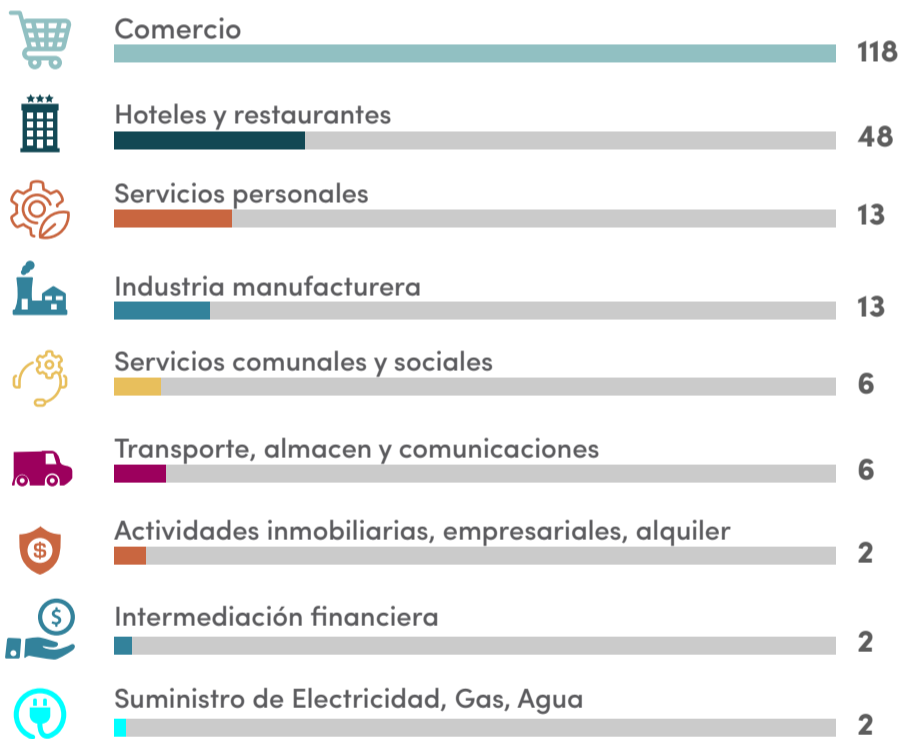 Comercio
118
Hoteles y restaurantes
48
Servicios personales
13
Industria manufacturera
13
Servicios comunales y sociales
6
Transporte, almacen y comunicaciones
6
Actividades inmobiliarias, empresariales, alquiler
2
Intermediación financiera
2
Suministro de Electricidad, Gas, Agua
2